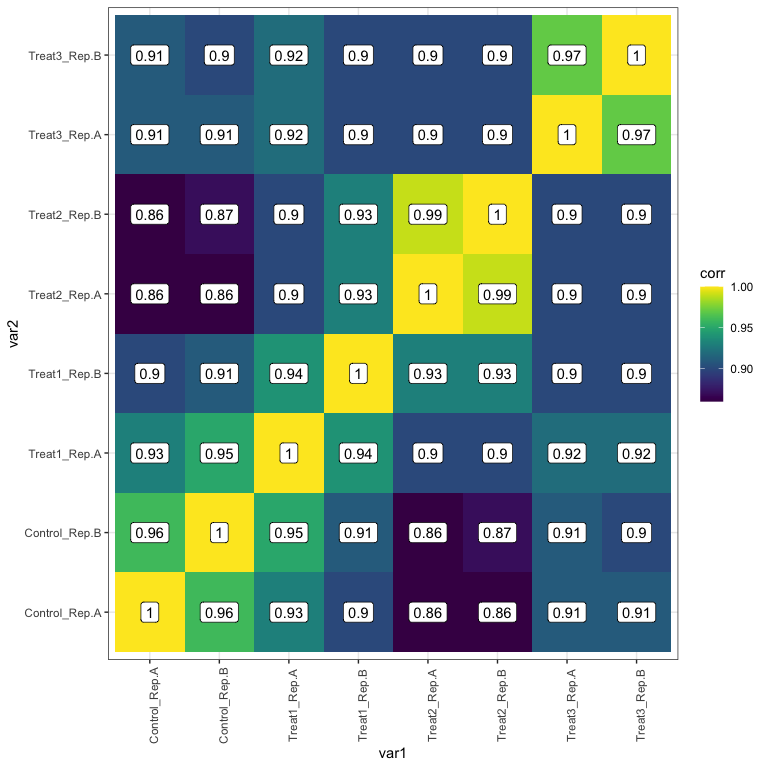 Treat3_Rep.B 0.91 0.9 0.92 0.9 0.9 0.9 0.97 1
Treat3_Rep.A 0.91 0.91 0.92 0.9 0.9 0.9 1 0.97
Treat2_Rep.B 0.86 0.87 0.9 0.93 0.99 1 0.9 0.9
Treat2_Rep.A 0.86 0.86 0.9 0.93 1 0.99 0.9 0.9
Treat1_Rep.B 0.9 0.91 0.94 1 0.93 0.93 0.9 0.9
Treat1_Rep.A 0.93 0.95 1 0.94 0.9 0.9 0.92 0.92
Control_Rep.B 0.96 1 0.95 0.91 0.86 0.87 0.91 0.9
Control_Rep.A 1 0.96 0.93 0.9 0.86 0.86 0.91 0.91
var2
Control_Rep.A Control_Rep.B Treat1_Rep.A Treat1_Rep.B Treat2_Rep.A Treat2_Rep.B Treat3_Rep.A Treat3_Rep.B
var1
corr
1.00
0.95
0.90